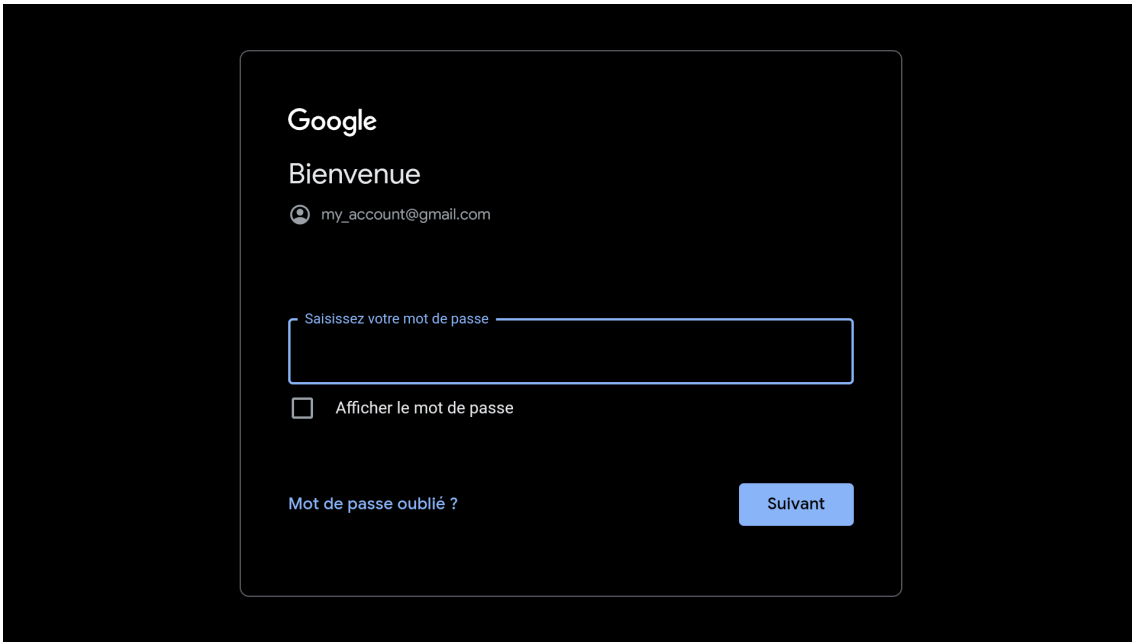 Google
Bienvenue
my_account@gmail.com
Saisissez votre mot de passe
Afficher le mot de passe
Mot de passe oublié ?
Suivant